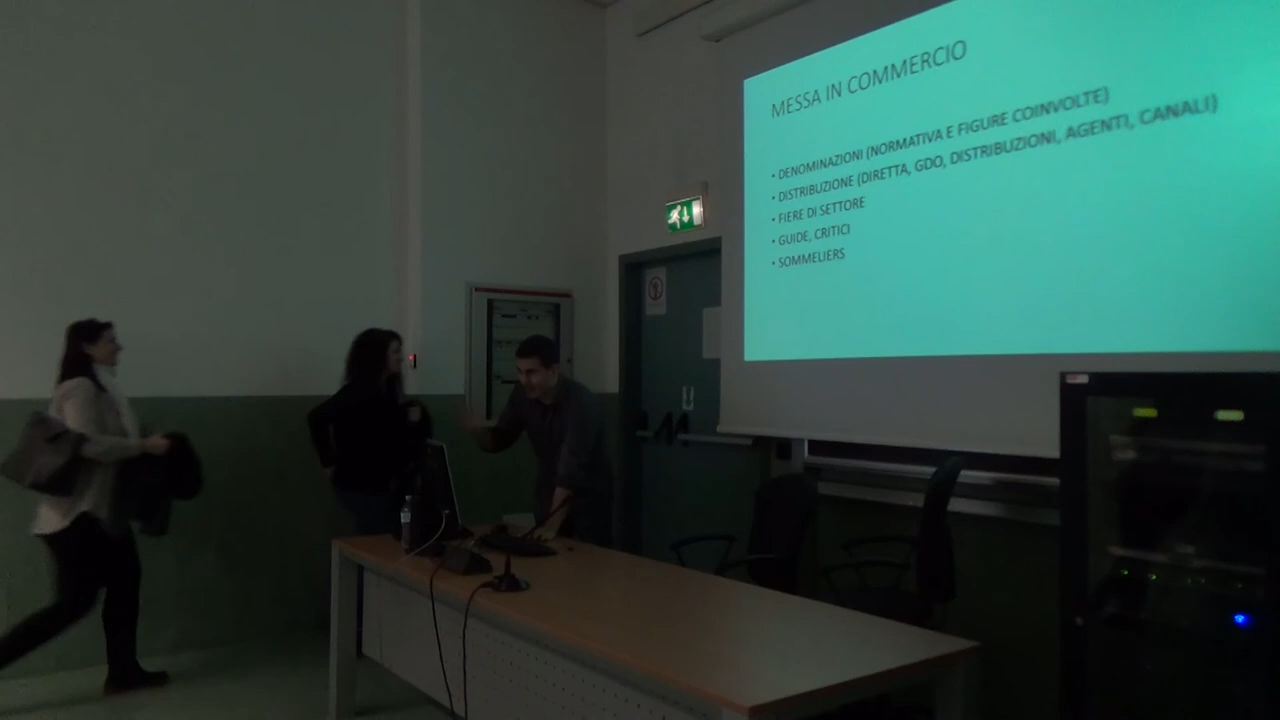 MESSA IN COMMERCIO
• DENOMINAZIONI (NORMATIVA E FIGURE COINVOLTE)
• DISTRIBUZIONE (DIRETTA, GDO, DISTRIBUZIONI, AGENTI, CANALI)
• FIERE DI SETTORE
• GUIDE, CRITICI
• SOMMELIERS